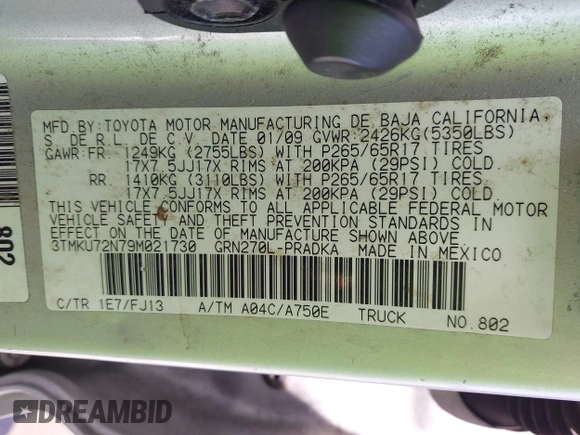 MFD.BY:TOYOTA MOTOR MANUFACTURING DE BAJA CALIFORNIA
S. DE R.L. DE C.V. DATE 01/09 GVWR:2426KG(5350LBS)
GAWR:FR. 1249KG (2755LBS) WITH P265/65R17 TIRES
17X7.5JJ17X RIMS AT 200KPA (29PSI) COLD.
RR. 1410KG (3110LBS) WITH P265/65R17 TIRES
17X7.5JJ17X RIMS AT 200KPA (29PSI) COLD.
THIS VEHICLE CONFORMS TO ALL APPLICABLE FEDERAL MOTOR
VEHICLE SAFETY AND THEFT PREVENTION STANDARDS
IN EFFECT ON THE DATE OF MANUFACTURE SHOWN ABOVE.
3TMKU72N79M021730 GRN270L-PRADKA MADE IN MEXICO
C/TR 1E7/FJ13 A/TM A04C/A750E TRUCK NO.802
802
DREAMBID